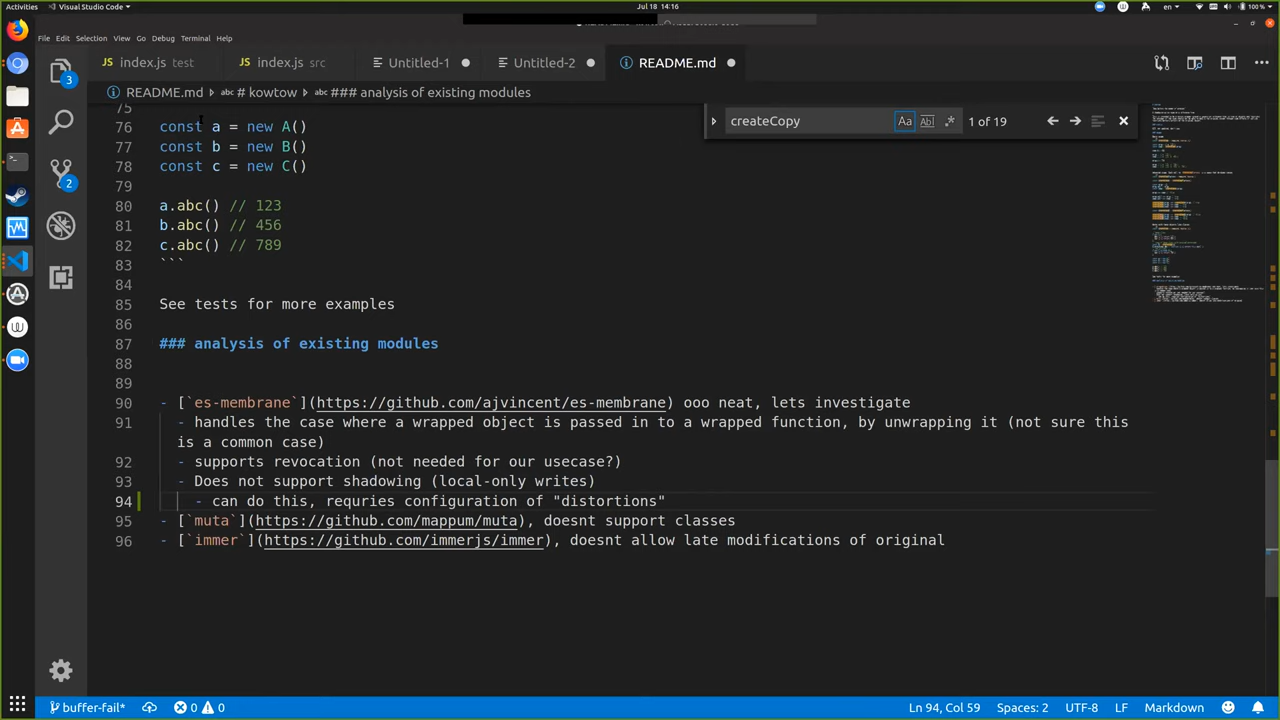 Activities Visual Studio Code Jul 18 14:16 en 100 %
File Edit Selection View Go Debug Terminal Help
3 JS index.js test JS index.js src Untitled-1 Untitled-2 README.md
README.md abc # kowtow abc ### analysis of existing modules
75
76 const a = new A() createCopy Aa Abl .* 1 of 19
77 const b = new B()
78 const c = new C()
79
2
80 a.abc() // 123
81 b.abc() // 456
82 c.abc() // 789
83 ```
84
85 See tests for more examples
86
87 ### analysis of existing modules
88
89
90 - [`es-membrane`](https://github.com/ajvincent/es-membrane) ooo neat, lets investigate
91 - handles the case where a wrapped object is passed in to a wrapped function, by unwrapping it (not sure this
is a common case)
92 - supports revocation (not needed for our usecase?)
93 - Does not support shadowing (local-only writes)
94 - can do this, requries configuration of "distortions"
95 - [`muta`](https://github.com/mappum/muta), doesnt support classes
96 - [`immer`](https://github.com/immerjs/immer), doesnt allow late modifications of original
buffer-fail* 0 0 Ln 94, Col 59 Spaces: 2 UTF-8 LF Markdown